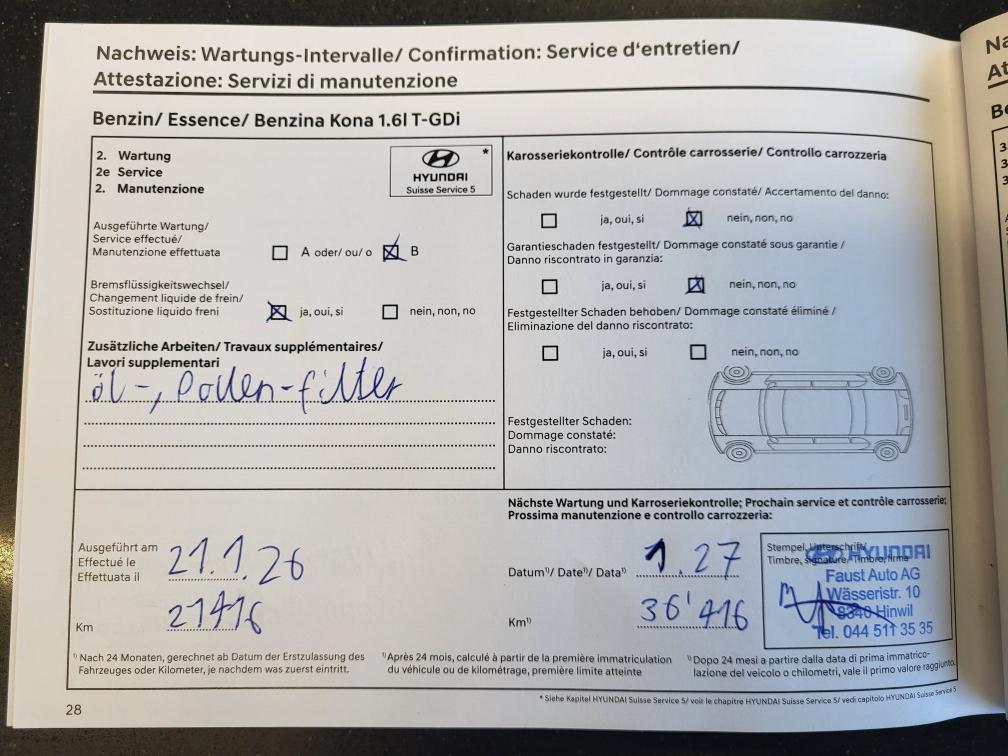 Nachweis: Wartungs-Intervalle/ Confirmation: Service d'entretien/
Attestazione: Servizi di manutenzione
Benzin/ Essence/ Benzina Kona 1.6l T-GDi
2. Wartung
2e Service
2. Manutenzione
*
HYUNDAI
Suisse Service 5
Ausgeführte Wartung/
Service effectué/
Manutenzione effettuata
A oder/ ou/ o
B
Bremsflüssigkeitswechsel/
Changement liquide de frein/
Sostituzione liquido freni
ja, oui, si
nein, non, no
Zusätzliche Arbeiten/ Travaux supplémentaires/
Lavori supplementari
öl-, Pollen-filter
Karosseriekontrolle/ Contrôle carrosserie/ Controllo carrozzeria
Schaden wurde festgestellt/ Dommage constaté/ Accertamento del danno:
ja, oui, si
nein, non, no
Garantieschaden festgestellt/ Dommage constaté sous garantie /
Danno riscontrato in garanzia:
ja, oui, si
nein, non, no
Festgestellter Schaden behoben/ Dommage constaté éliminé /
Eliminazione del danno riscontrato:
ja, oui, si
nein, non, no
Festgestellter Schaden:
Dommage constaté:
Danno riscontrato:
Ausgeführt am
Effectué le
Effettuata il
21.1.26
Km
21416
Nächste Wartung und Karroseriekontrolle; Prochain service et contrôle carrosserie;
Prossima manutenzione e controllo carrozzeria:
Datum¹⁾/ Date¹⁾/ Data¹⁾
1.27
Km¹⁾
36'416
Stempel, Unterschrift/
Timbre, signature/ Timbro, firma
HYUNDAI
Faust Auto AG
Wässeristr. 10
8340 Hinwil
Tel. 044 511 35 35
¹⁾ Nach 24 Monaten, gerechnet ab Datum der Erstzulassung des
Fahrzeuges oder Kilometer, je nachdem was zuerst eintrifft.
¹⁾Après 24 mois, calculé à partir de la première immatriculation
du véhicule ou de kilométrage, première limite atteinte
¹⁾ Dopo 24 mesi a partire dalla data di prima immatrico-
lazione del veicolo o chilometri, vale il primo valore raggiunto.
* Siehe Kapitel HYUNDAI Suisse Service 5/ voir le chapitre HYUNDAI Suisse Service 5/ vedi capitolo HYUNDAI Suisse Service 5
28